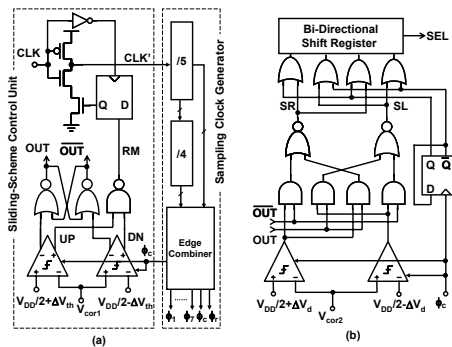 Sliding-Scheme Control Unit
CLK
CLK'
Q D
OUT
OUT
RM
UP
DN
ϕc
VDD/2+ΔVth
Vcor1
VDD/2-ΔVth
(a)
Sampling Clock Generator
/5
/4
Edge
Combiner
ϕ1 ...... ϕ7 ϕc ϕr
Bi-Directional
Shift Register
SEL
SR
SL
Q Q
D
OUT
OUT
VDD/2+ΔVd
Vcor2
VDD/2-ΔVd
ϕc
(b)